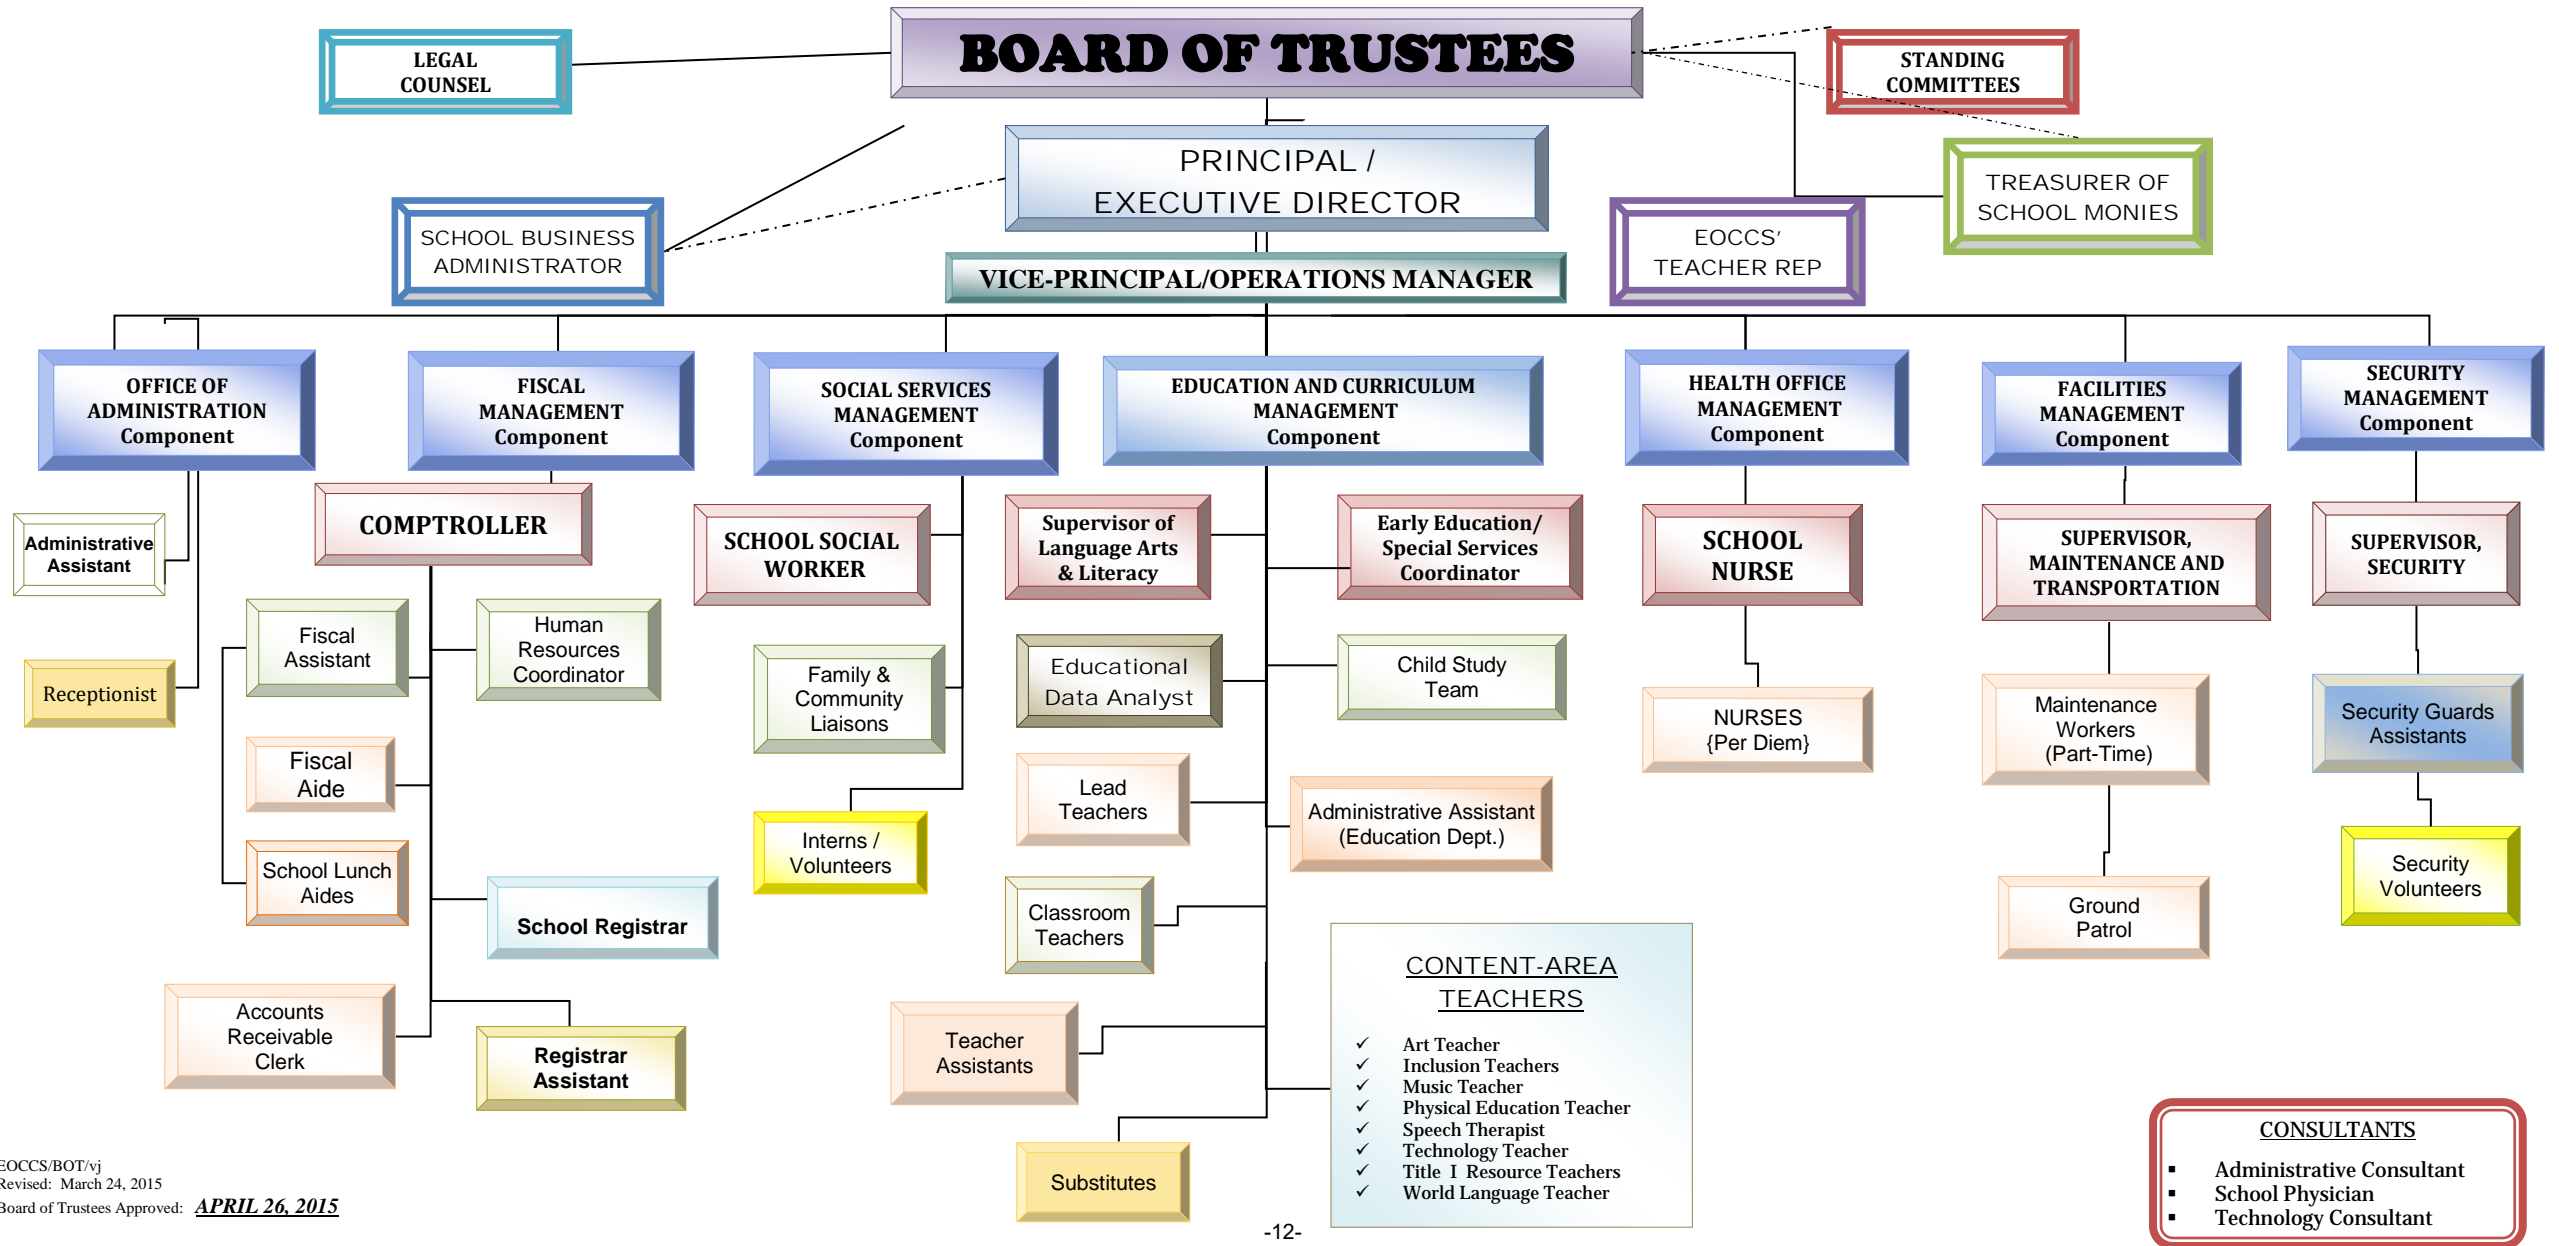 BOARD OF TRUSTEES
LEGAL
COUNSEL
STANDING
COMMITTEES
PRINCIPAL /
EXECUTIVE DIRECTOR
TREASURER OF
SCHOOL MONIES
SCHOOL BUSINESS
ADMINISTRATOR
EOCCS’
TEACHER REP
VICE-PRINCIPAL/OPERATIONS MANAGER
OFFICE OF
ADMINISTRATION
Component
FISCAL
MANAGEMENT
Component
SOCIAL SERVICES
MANAGEMENT
Component
EDUCATION AND CURRICULUM
MANAGEMENT
Component
HEALTH OFFICE
MANAGEMENT
Component
FACILITIES
MANAGEMENT
Component
SECURITY
MANAGEMENT
Component
Administrative
Assistant
Receptionist
COMPTROLLER
Fiscal
Assistant
Human
Resources
Coordinator
Fiscal
Aide
School Lunch
Aides
School Registrar
Accounts
Receivable
Clerk
Registrar
Assistant
SCHOOL SOCIAL
WORKER
Family &
Community
Liaisons
Interns /
Volunteers
Supervisor of
Language Arts
& Literacy
Early Education/
Special Services
Coordinator
Educational
Data Analyst
Child Study
Team
Lead
Teachers
Administrative Assistant
(Education Dept.)
Classroom
Teachers
Teacher
Assistants
Substitutes
CONTENT-AREA
TEACHERS
✓ Art Teacher
✓ Inclusion Teachers
✓ Music Teacher
✓ Physical Education Teacher
✓ Speech Therapist
✓ Technology Teacher
✓ Title I Resource Teachers
✓ World Language Teacher
SCHOOL
NURSE
NURSES
{Per Diem}
SUPERVISOR,
MAINTENANCE AND
TRANSPORTATION
Maintenance
Workers
(Part-Time)
Ground
Patrol
SUPERVISOR,
SECURITY
Security Guards
Assistants
Security
Volunteers
CONSULTANTS
▪ Administrative Consultant
▪ School Physician
▪ Technology Consultant
EOCCS/BOT/vj
Revised: March 24, 2015
Board of Trustees Approved: APRIL 26, 2015
-12-